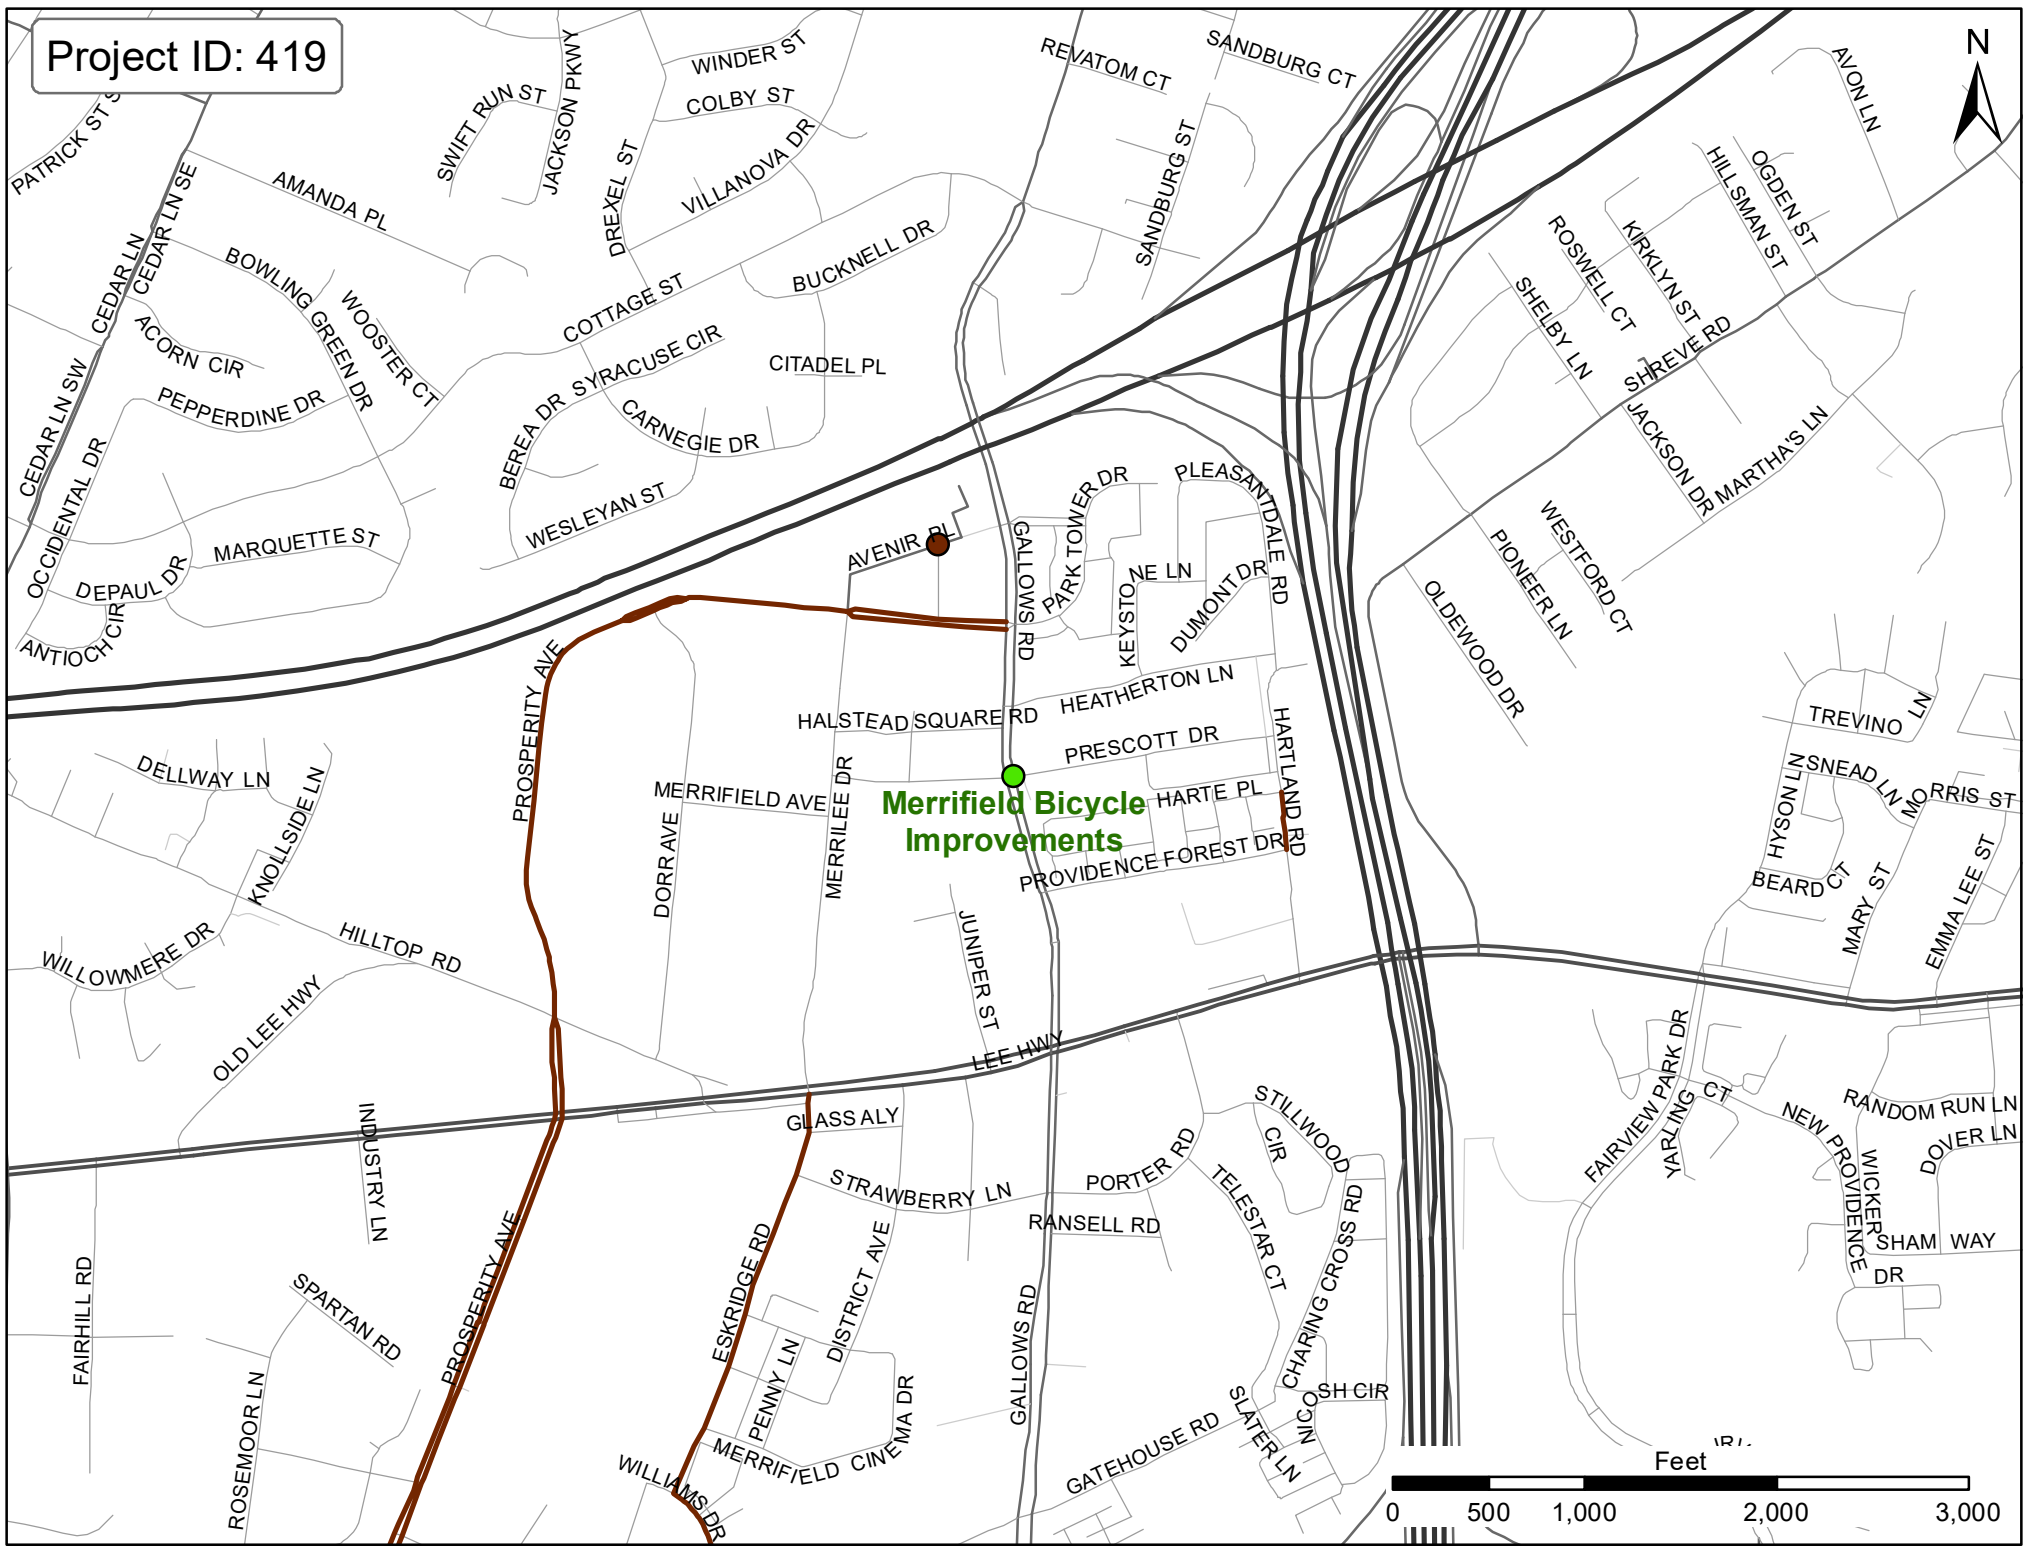 Project ID: 419
N
PATRICK ST S
SWIFT RUN ST
JACKSON PKWY
WINDER ST
COLBY ST
VILLANOVA DR
DREXEL ST
REVATOM CT
SANDBURG CT
SANDBURG ST
AVON LN
OGDEN ST
HILLSMAN ST
KIRKLYN ST
ROSWELL CT
SHELBY LN
SHREVE RD
JACKSON DR
MARTHA'S LN
CEDAR LN SE
CEDAR LN
CEDAR LN SW
AMANDA PL
BOWLING GREEN DR
WOOSTER CT
ACORN CIR
PEPPERDINE DR
OCCIDENTAL DR
COTTAGE ST
BUCKNELL DR
SYRACUSE CIR
BEREA DR
CITADEL PL
CARNEGIE DR
WESLEYAN ST
MARQUETTE ST
DEPAUL DR
ANTIOCH CIR
AVENIR PL
GALLOWS RD
PARK TOWER DR
PLEASANTDALE RD
KEYSTONE LN
DUMONT DR
WESTFORD CT
PIONEER LN
OLDEWOOD DR
PROSPERITY AVE
HALSTEAD SQUARE RD
HEATHERTON LN
PRESCOTT DR
HARTLAND RD
HARTE PL
PROVIDENCE FOREST DR
MERRIFIELD AVE
MERRILEE DR
DORR AVE
Merrifield Bicycle
Improvements
DELLWAY LN
KNOLLSIDE LN
WILLOWMERE DR
HILLTOP RD
OLD LEE HWY
JUNIPER ST
LEE HWY
TREVINO LN
HYSON LN
SNEAD LN
MORRIS ST
BEARD CT
MARY ST
EMMA LEE ST
INDUSTRY LN
GLASS ALY
STRAWBERRY LN
PORTER RD
RANSELL RD
STILLWOOD CIR
TELESTAR CT
CHARING CROSS RD
FAIRVIEW PARK DR
YARLING CT
NEW PROVIDENCE DR
RANDOM RUN LN
DOVER LN
WICKERSHAM WAY
FAIRHILL RD
SPARTAN RD
ROSEMOOR LN
PROSPERITY AVE
ESKRIDGE RD
DISTRICT AVE
PENNY LN
MERRIFIELD CINEMA DR
WILLIAMS DR
GALLOWS RD
GATEHOUSE RD
SLATER LN
NICOSH CIR
Feet
0 500 1,000 2,000 3,000